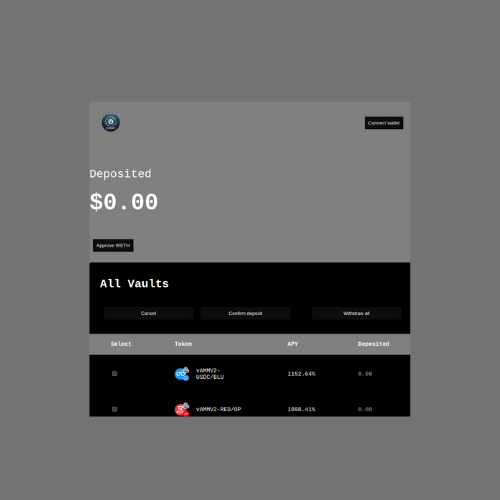 Connect wallet
Deposited
$0.00
Approve WETH
All Vaults
Cancel Confirm deposit Withdraw all
Select Token APY Deposited
vAMMV2-
USDC/BLU 1152.64% 0.00
vAMMV2-RED/OP 1098.41% 0.00